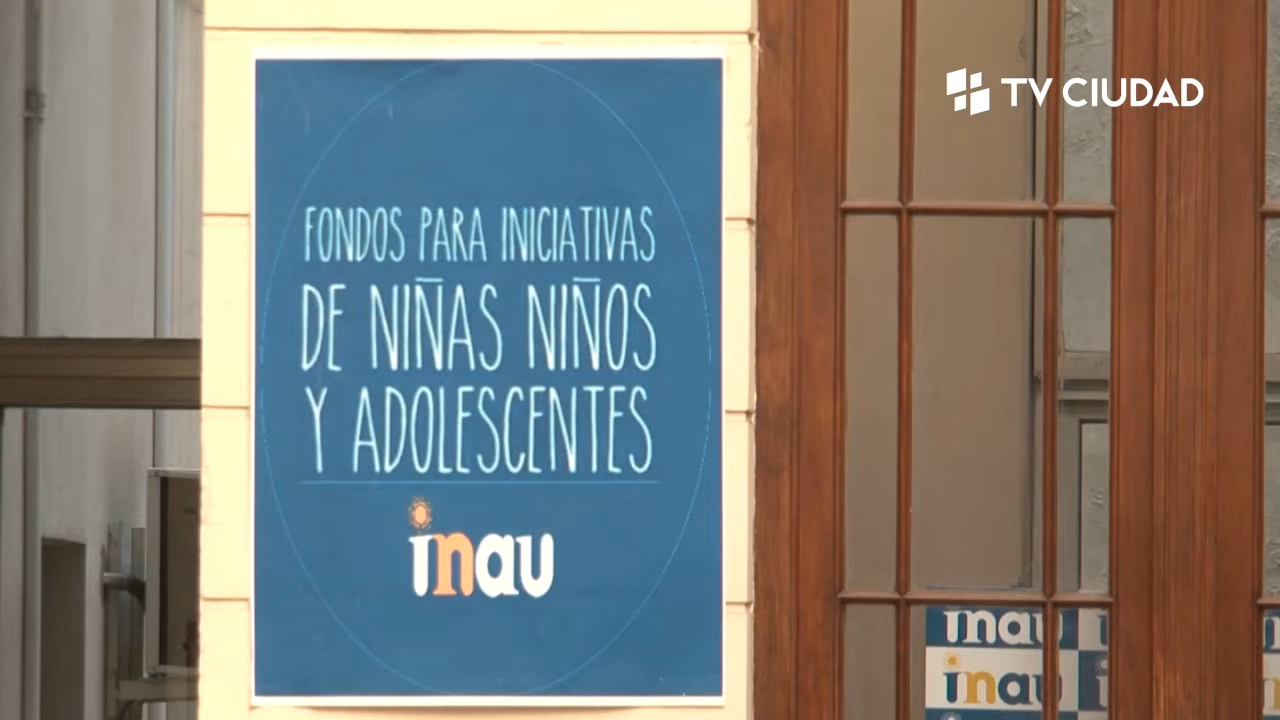 TV CIUDAD
FONDOS PARA INICIATIVAS
DE NIÑAS NIÑOS
Y ADOLESCENTES
inau
inau
inau